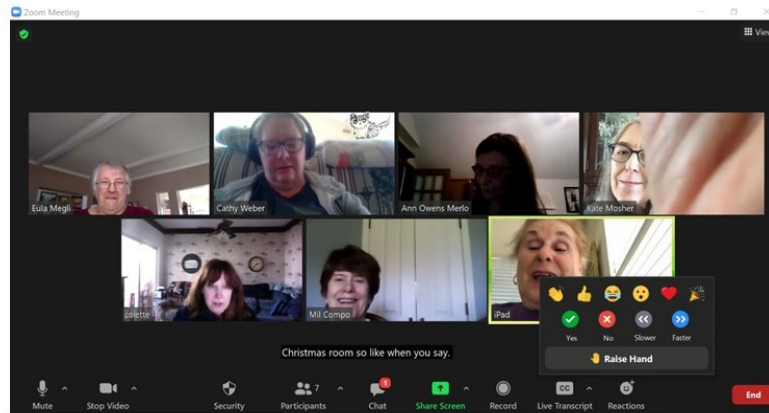 Zoom Meeting
View
Eula Megli
Cathy Weber
Ann Owens Merlo
Kate Mosher
colette
Mil Compo
iPad
Yes
No
Slower
Faster
Raise Hand
Christmas room so like when you say.
7
1
CC
Mute
Stop Video
Security
Participants
Chat
Share Screen
Record
Live Transcript
Reactions
End